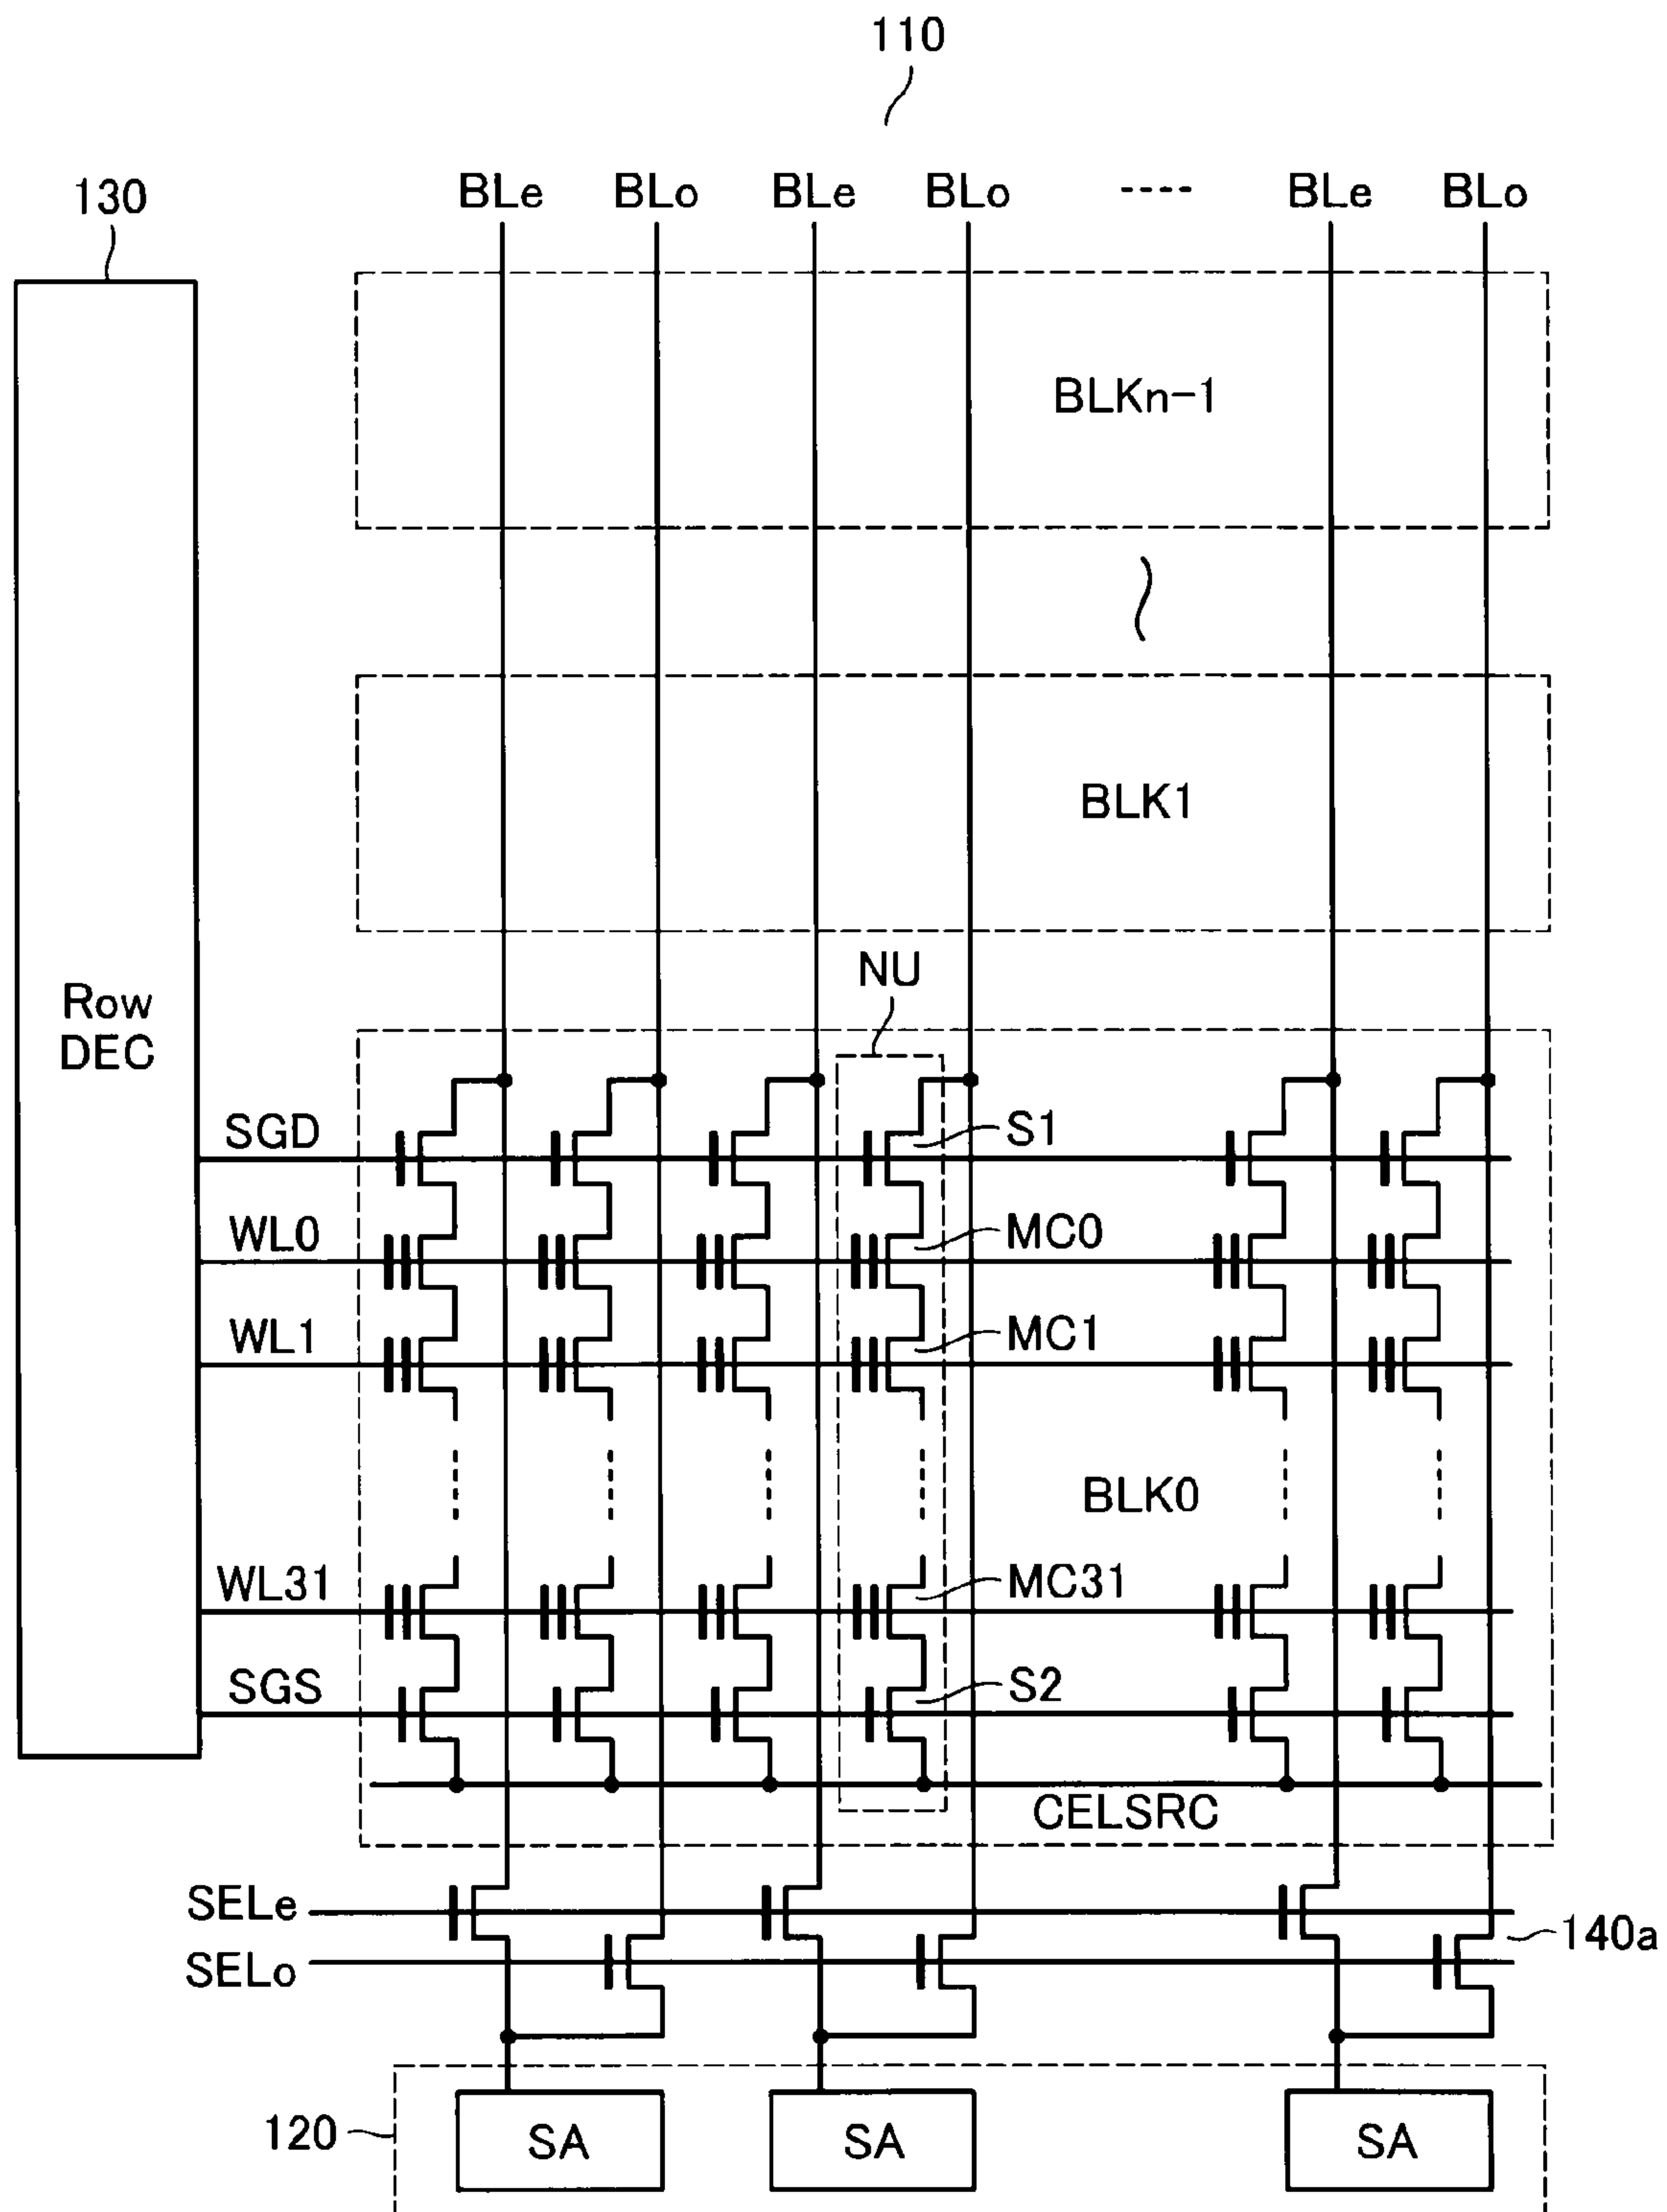 110
130
BLe BLo BLe BLo ---- BLe BLo
BLKn-1
BLK1
NU
Row
DEC
SGD
S1
WL0
MC0
WL1
MC1
BLK0
WL31
MC31
SGS
S2
CELSRC
SELe
140a
SELo
120
SA SA SA